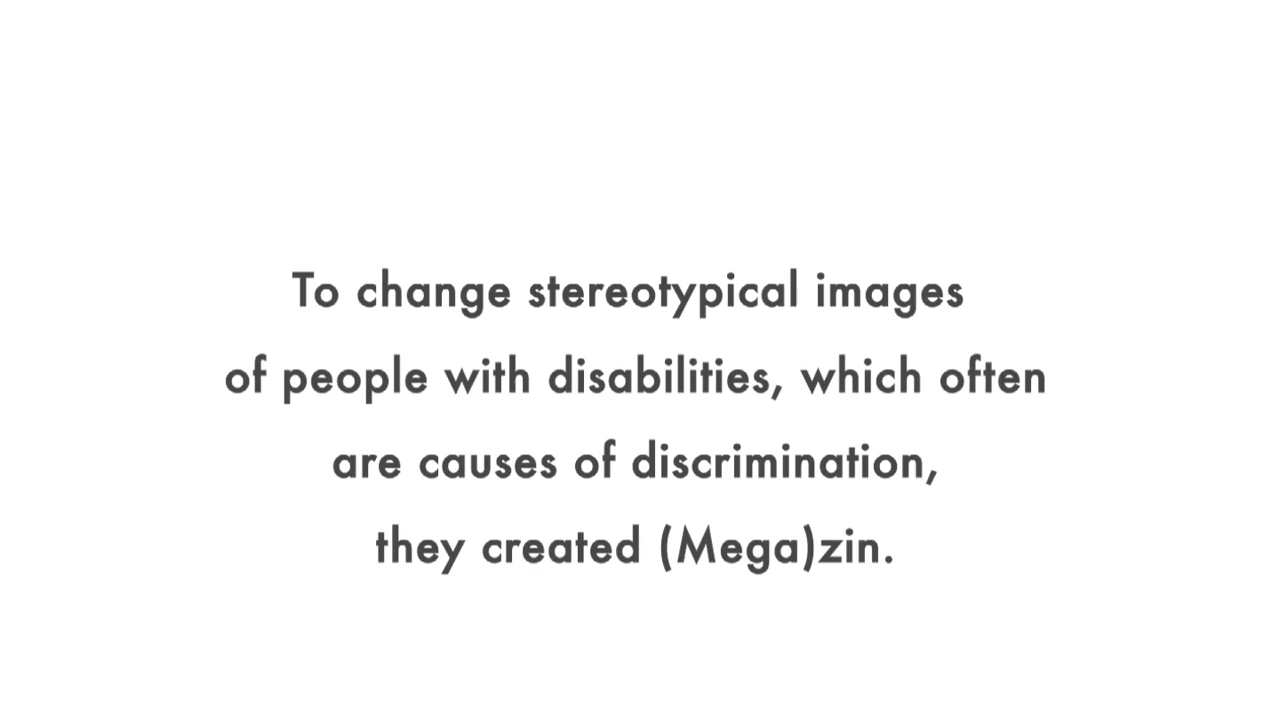 To change stereotypical images
of people with disabilities, which often
are causes of discrimination,
they created (Mega)zin.